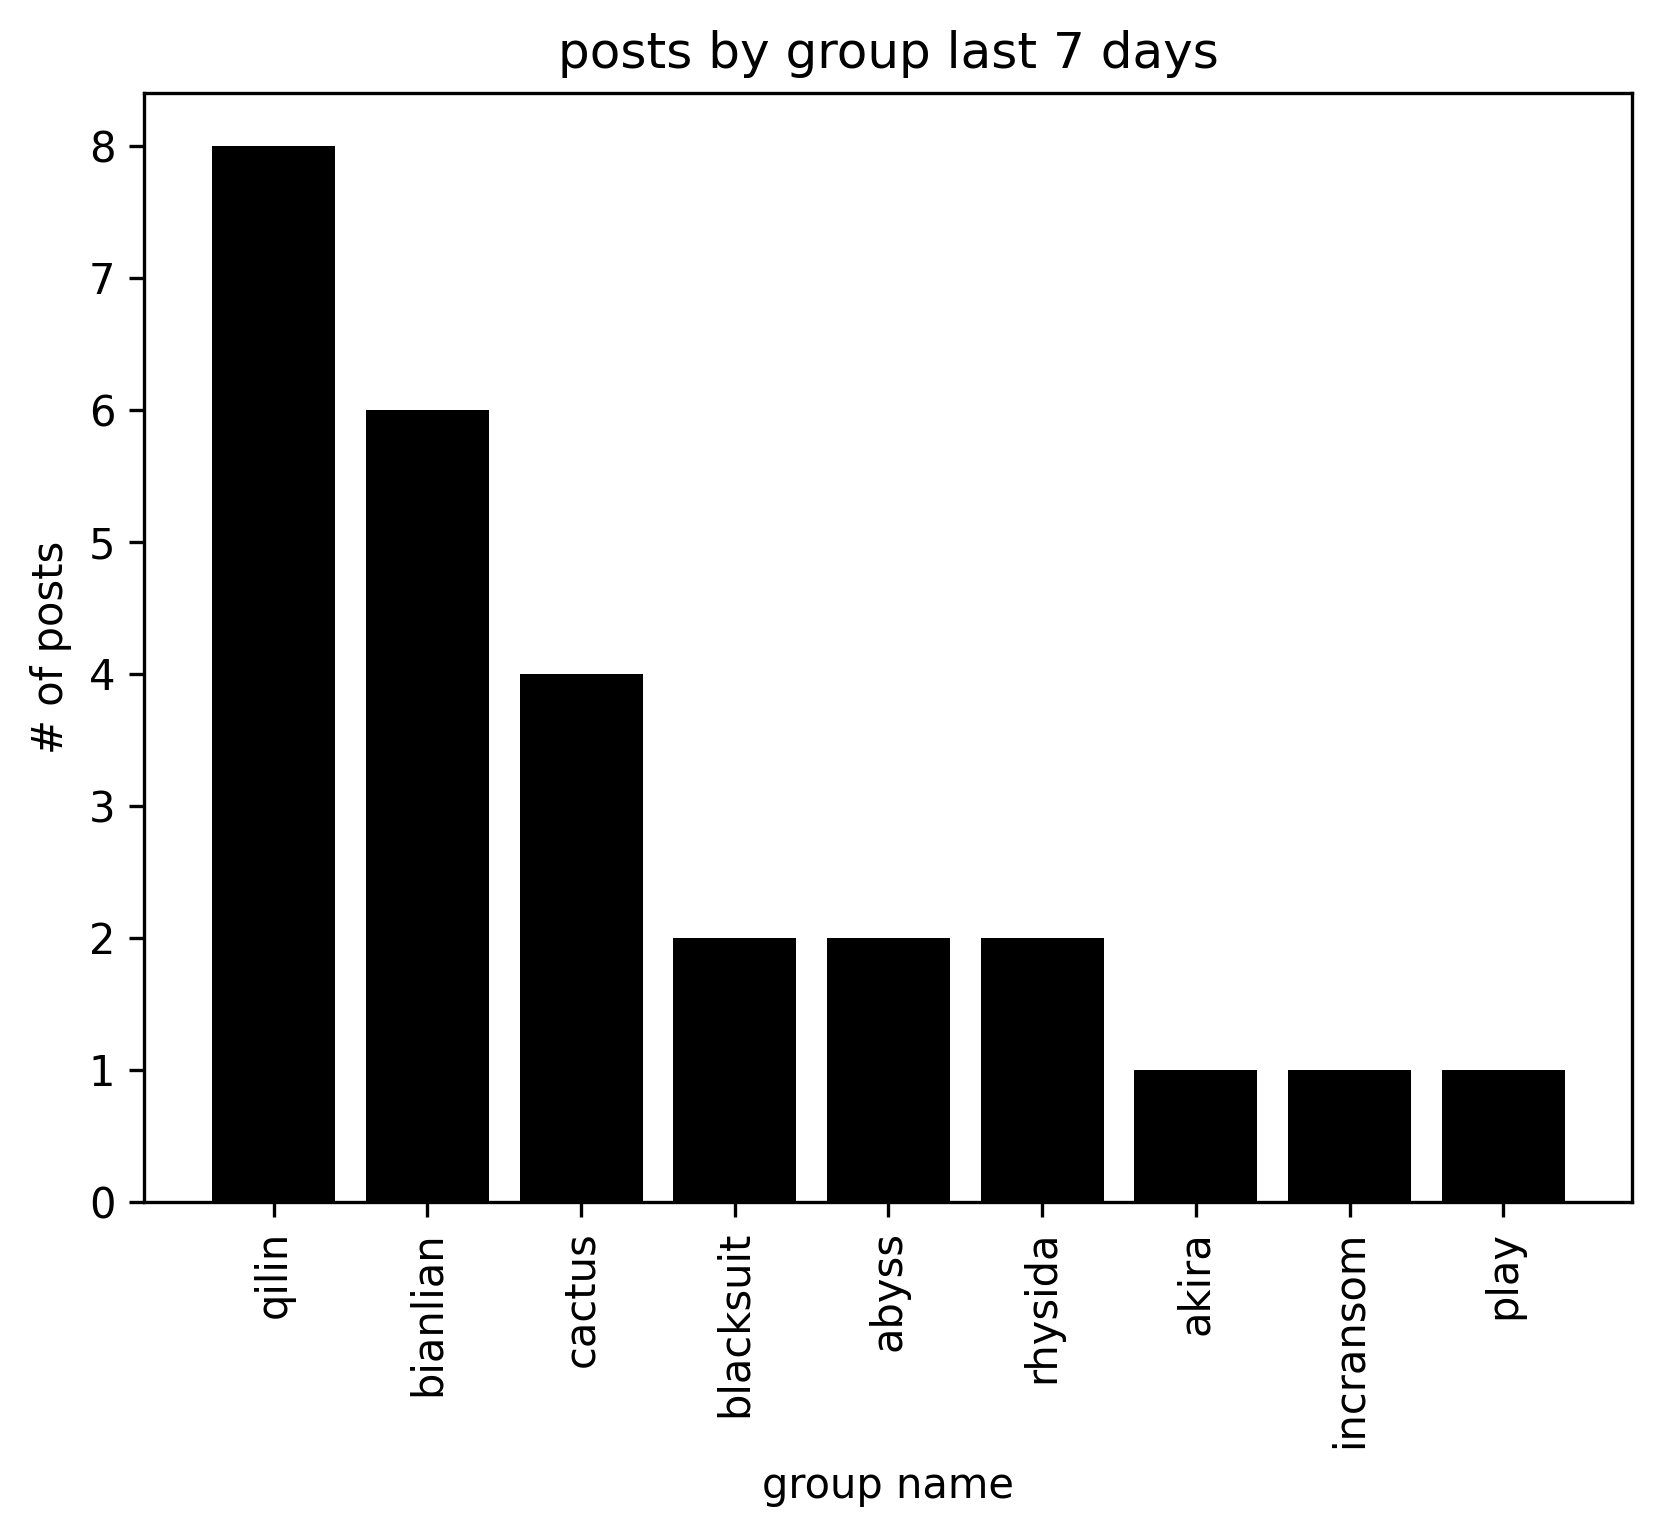 posts by group last 7 days
8
7
6
5
4
3
2
1
0
# of posts
qilin
bianlian
cactus
blacksuit
abyss
rhysida
akira
incransom
play
group name